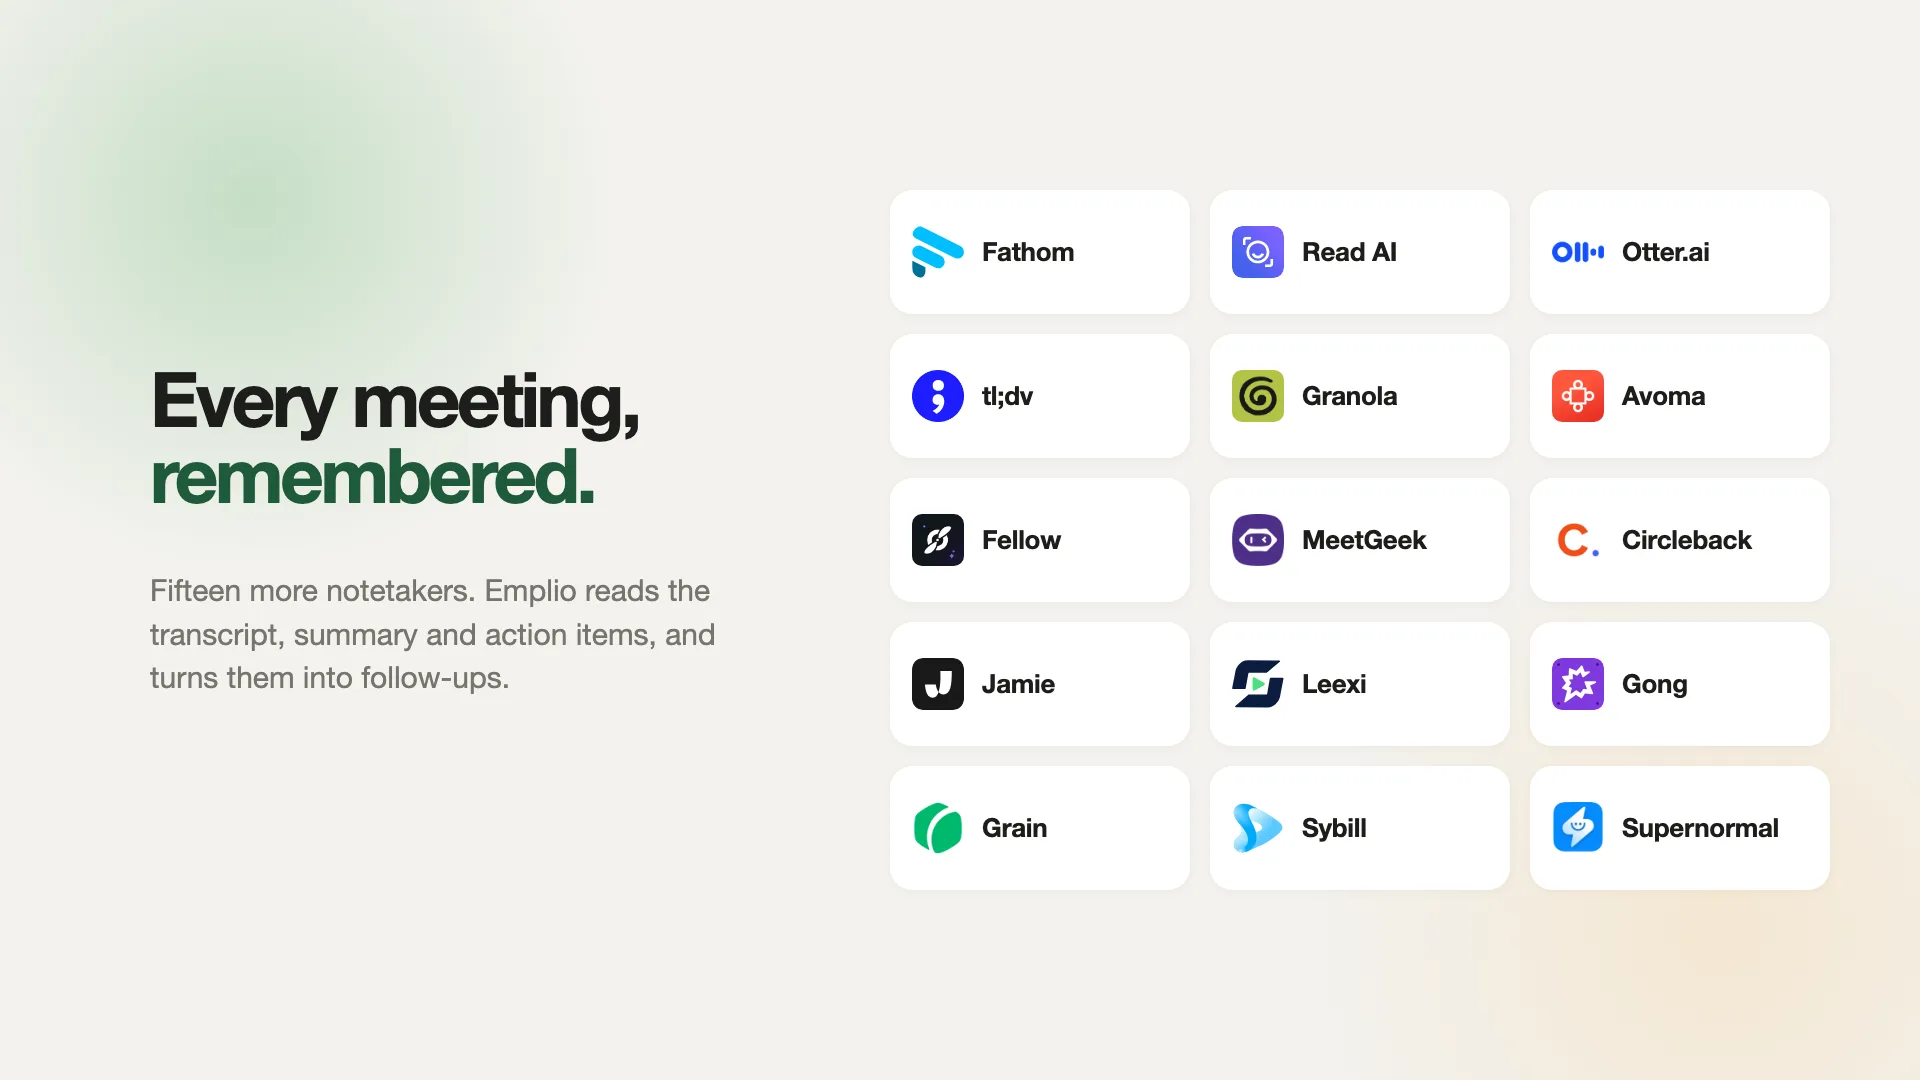 Every meeting,
remembered.
Fifteen more notetakers. Emplio reads the
transcript, summary and action items, and
turns them into follow-ups.
Fathom
Read AI
Otter.ai
tl;dv
Granola
Avoma
Fellow
MeetGeek
Circleback
Jamie
Leexi
Gong
Grain
Sybill
Supernormal